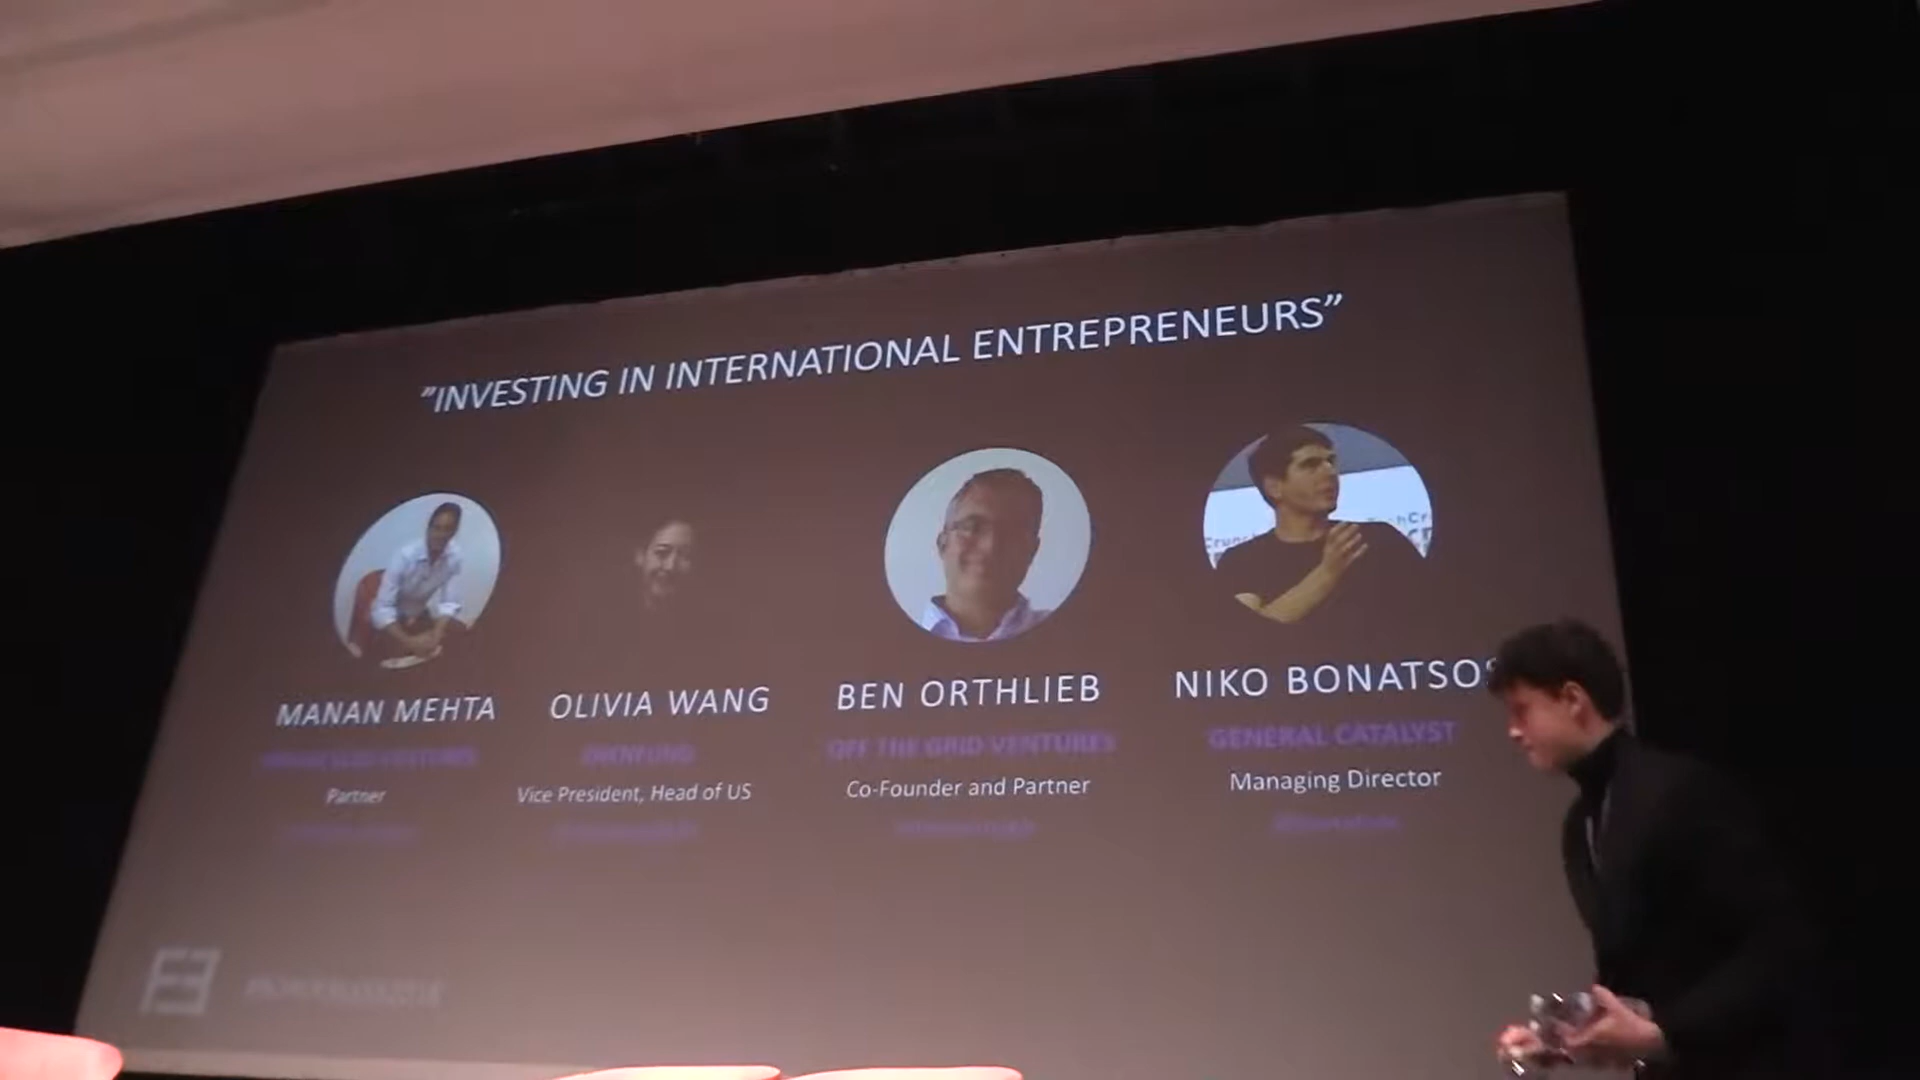 ”INVESTING IN INTERNATIONAL ENTREPRENEURS”
MANAN MEHTA
OLIVIA WANG
BEN ORTHLIEB
NIKO BONATSOS
OFF THE GRID VENTURES
GENERAL CATALYST
Partner
Vice President, Head of US
Co-Founder and Partner
Managing Director